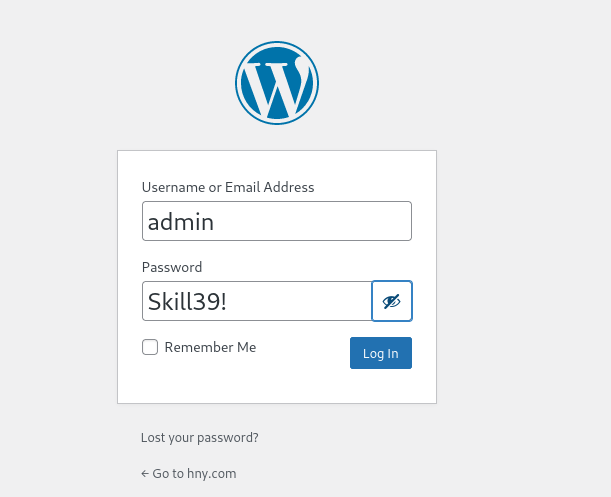 Username or Email Address
admin
Password
Skill39!
Remember Me
Log In
Lost your password?
← Go to hny.com